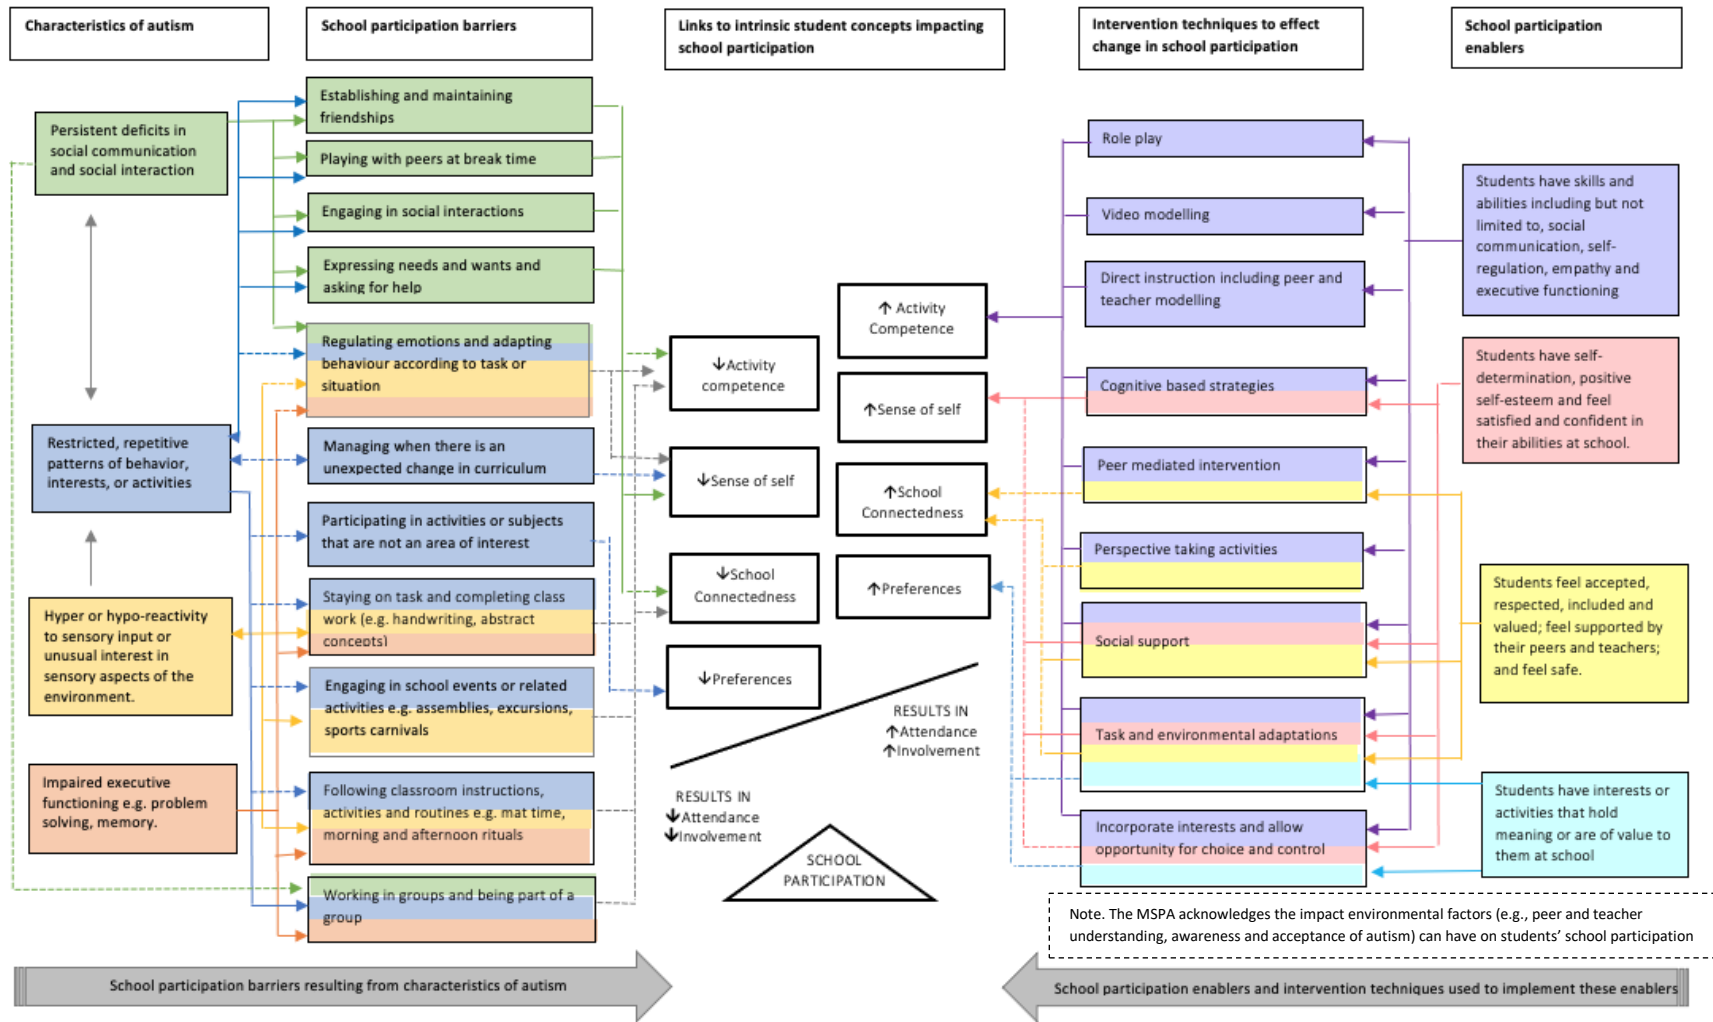 Characteristics of autism
School participation barriers
Links to intrinsic student concepts impacting
school participation
Intervention techniques to effect
change in school participation
School participation
enablers
Persistent deficits in
social communication
and social interaction
Restricted, repetitive
patterns of behavior,
interests, or activities
Hyper or hypo-reactivity
to sensory input or
unusual interest in
sensory aspects of the
environment.
Impaired executive
functioning e.g. problem
solving, memory.
Establishing and maintaining
friendships
Playing with peers at break time
Engaging in social interactions
Expressing needs and wants and
asking for help
Regulating emotions and adapting
behaviour according to task or
situation
Managing when there is an
unexpected change in curriculum
Participating in activities or subjects
that are not an area of interest
Staying on task and completing class
work (e.g. handwriting, abstract
concepts)
Engaging in school events or related
activities e.g. assemblies, excursions,
sports carnivals
Following classroom instructions,
activities and routines e.g. mat time,
morning and afternoon rituals
Working in groups and being part of a
group
↓Activity
competence
↓Sense of self
↓School
Connectedness
↓Preferences
↑ Activity
Competence
↑Sense of self
↑School
Connectedness
↑Preferences
RESULTS IN
↑Attendance
↑Involvement
RESULTS IN
↓Attendance
↓Involvement
SCHOOL
PARTICIPATION
Role play
Video modelling
Direct instruction including peer and
teacher modelling
Cognitive based strategies
Peer mediated intervention
Perspective taking activities
Social support
Task and environmental adaptations
Incorporate interests and allow
opportunity for choice and control
Students have skills and
abilities including but not
limited to, social
communication, self-
regulation, empathy and
executive functioning
Students have self-
determination, positive
self-esteem and feel
satisfied and confident in
their abilities at school.
Students feel accepted,
respected, included and
valued; feel supported by
their peers and teachers;
and feel safe.
Students have interests or
activities that hold
meaning or are of value to
them at school
Note. The MSPA acknowledges the impact environmental factors (e.g., peer and teacher
understanding, awareness and acceptance of autism) can have on students' school participation
School participation barriers resulting from characteristics of autism
School participation enablers and intervention techniques used to implement these enablers